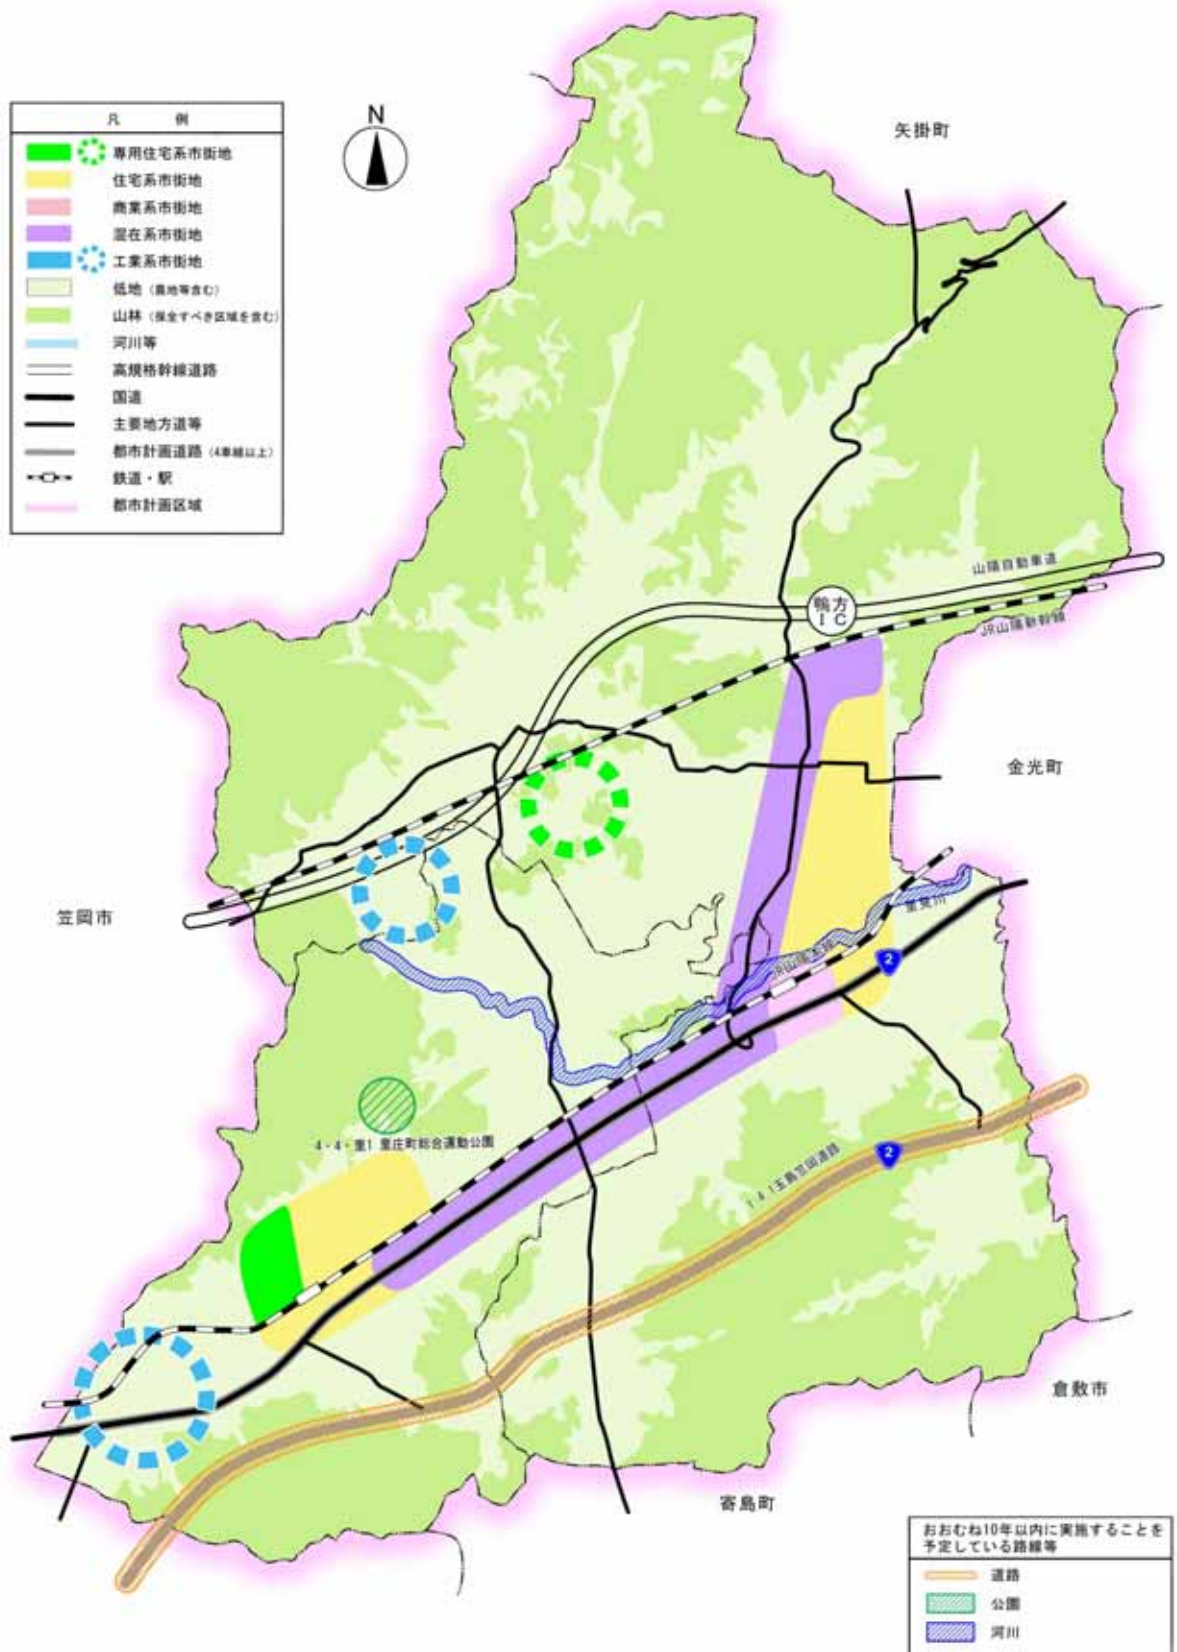 凡 例
専用住宅系市街地
住宅系市街地
商業系市街地
混在系市街地
工業系市街地
低地（農地等含む）
山林（保全すべき区域を含む）
河川等
高規格幹線道路
国道
主要地方道等
都市計画道路（4車線以上）
鉄道・駅
都市計画区域
N
矢掛町
山陽自動車道
鴨方
IC
JR山陽新幹線
金光町
笠岡市
里見川
JR山陽本線
2
4・4・里1 里庄町総合運動公園
2
1・4・1玉島笠岡道路
倉敷市
寄島町
おおむね10年以内に実施することを
予定している路線等
道路
公園
河川